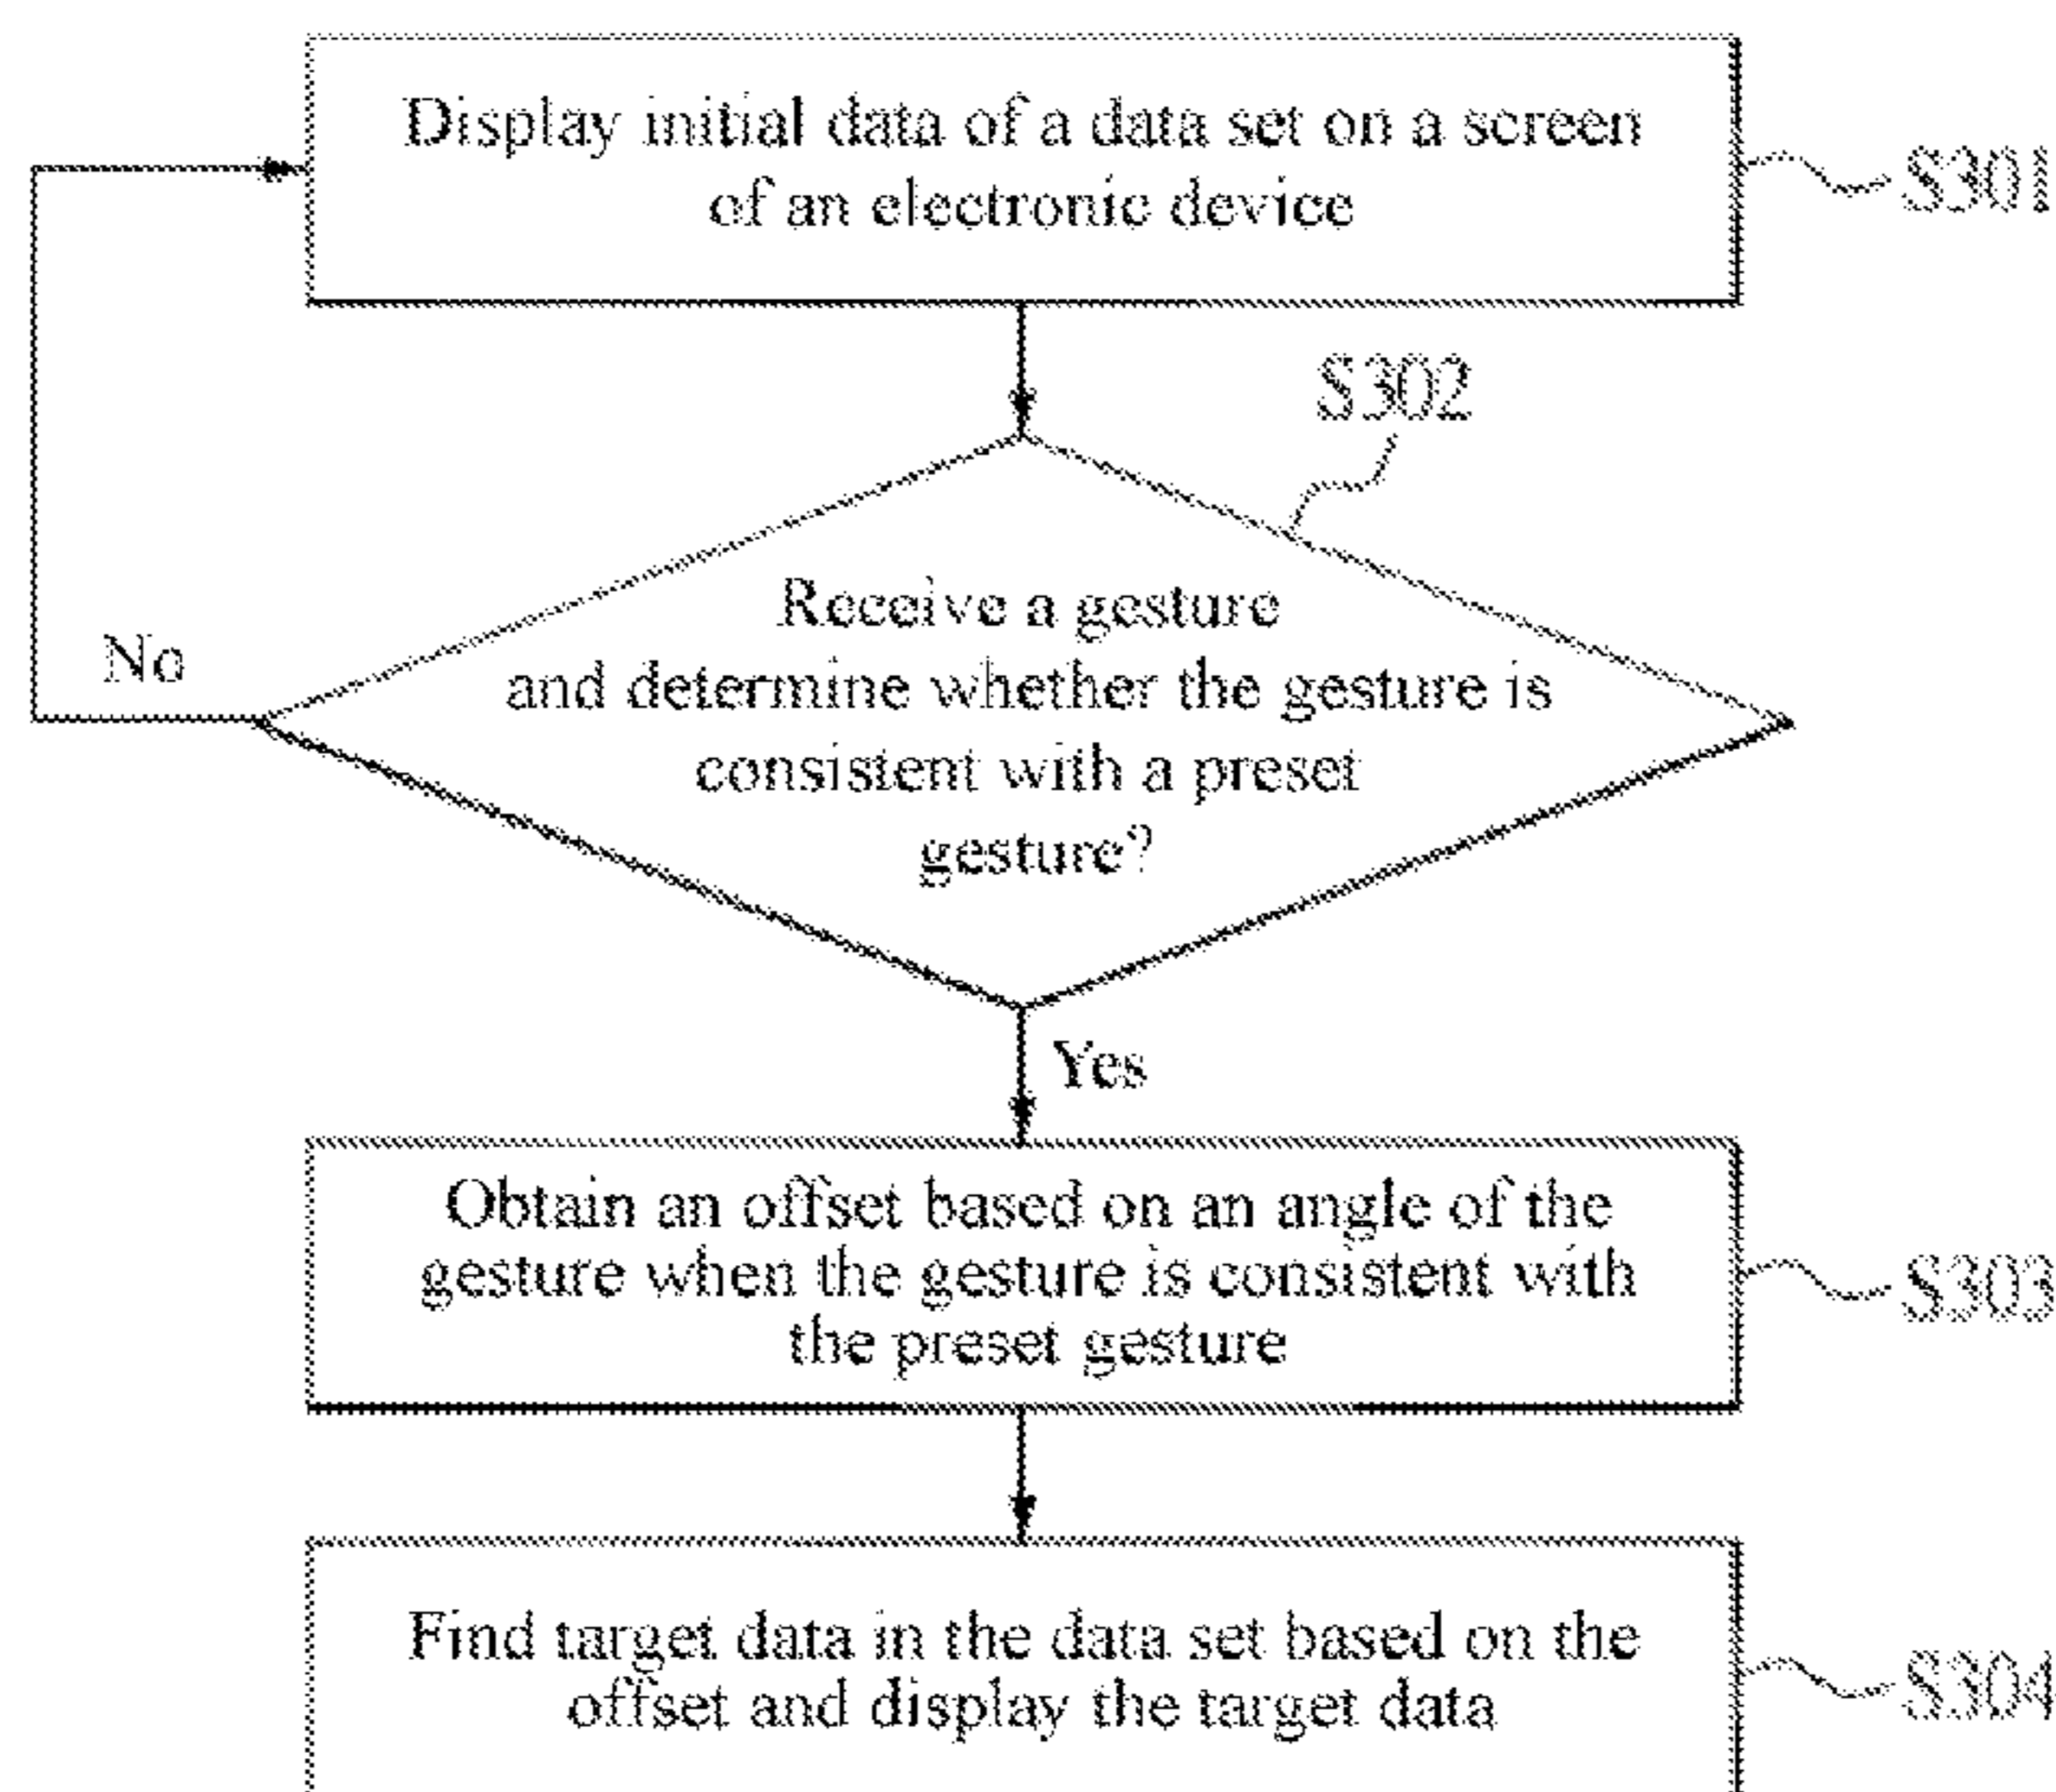 Display initial data of a data set on a screen
of an electronic device
S301
S302
Receive a gesture
and determine whether the gesture is
consistent with a preset
gesture?
No
Yes
Obtain an offset based on an angle of the
gesture when the gesture is consistent with
the preset gesture
S303
Find target data in the data set based on the
offset and display the target data
S304